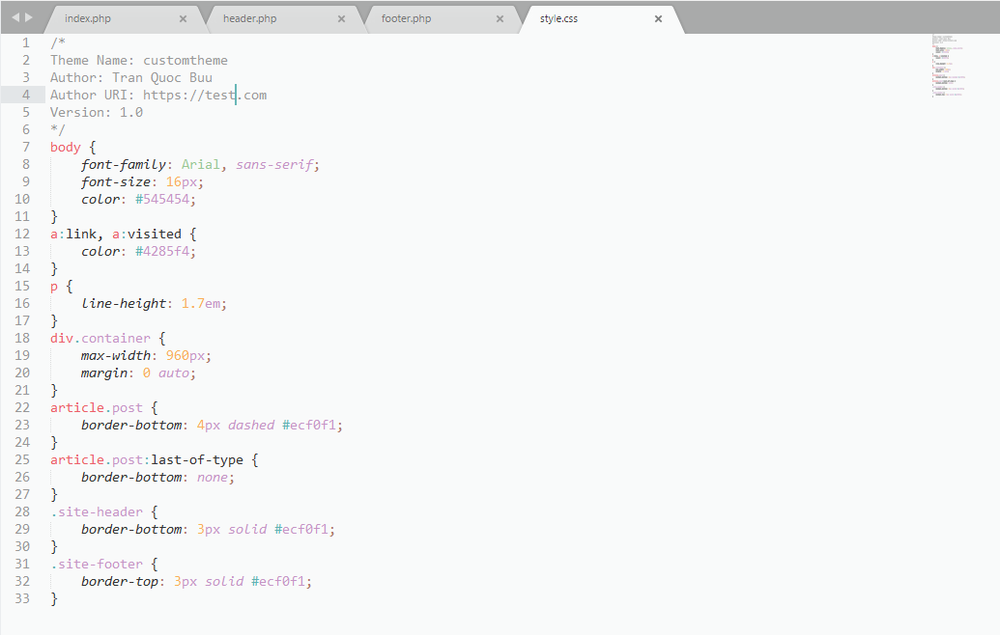 index.php × header.php × footer.php × style.css ×
1 /*
2 Theme Name: customtheme
3 Author: Tran Quoc Buu
4 Author URI: https://test.com
5 Version: 1.0
6 */
7 body {
8     font-family: Arial, sans-serif;
9     font-size: 16px;
10     color: #545454;
11 }
12 a:link, a:visited {
13     color: #4285f4;
14 }
15 p {
16     line-height: 1.7em;
17 }
18 div.container {
19     max-width: 960px;
20     margin: 0 auto;
21 }
22 article.post {
23     border-bottom: 4px dashed #ecf0f1;
24 }
25 article.post:last-of-type {
26     border-bottom: none;
27 }
28 .site-header {
29     border-bottom: 3px solid #ecf0f1;
30 }
31 .site-footer {
32     border-top: 3px solid #ecf0f1;
33 }